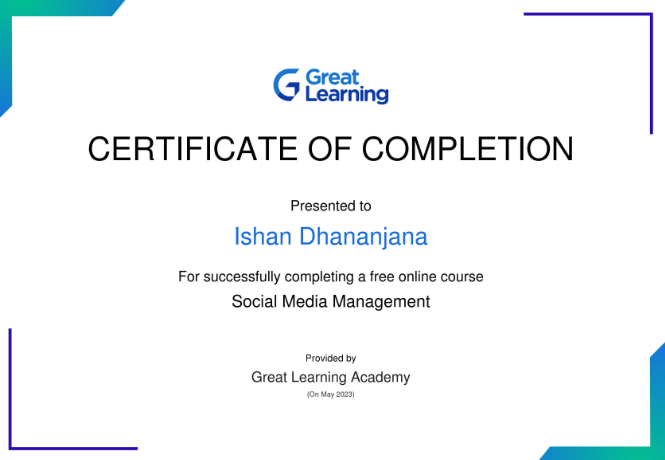 Great
Learning
CERTIFICATE OF COMPLETION
Presented to
Ishan Dhananjana
For successfully completing a free online course
Social Media Management
Provided by
Great Learning Academy
(On May 2023)